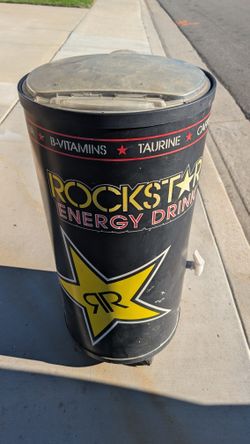 B-VITAMINS ★ TAURINE ★
ROCKSTAR
ENERGY DRINK
RR